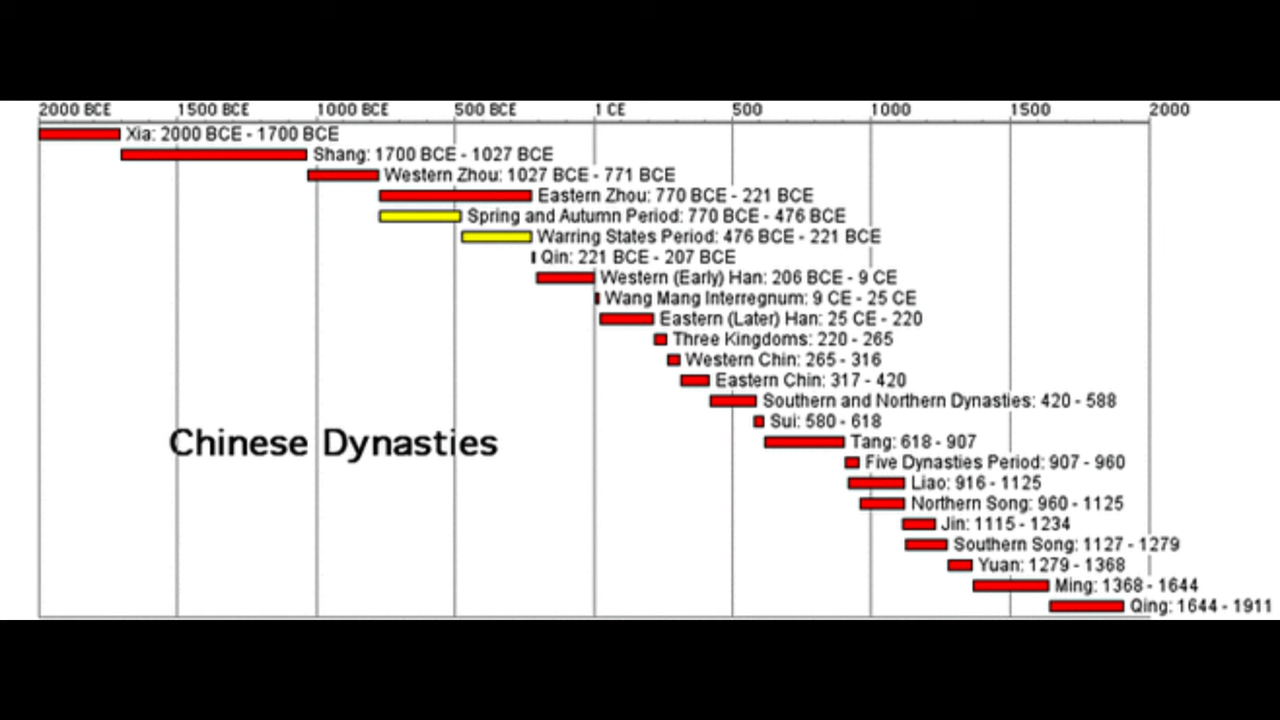 2000 BCE 1500 BCE 1000 BCE 500 BCE 1 CE 500 1000 1500 2000
Xia: 2000 BCE - 1700 BCE
Shang: 1700 BCE - 1027 BCE
Western Zhou: 1027 BCE - 771 BCE
Eastern Zhou: 770 BCE - 221 BCE
Spring and Autumn Period: 770 BCE - 476 BCE
Warring States Period: 476 BCE - 221 BCE
Qin: 221 BCE - 207 BCE
Western (Early) Han: 206 BCE - 9 CE
Wang Mang Interregnum: 9 CE - 25 CE
Eastern (Later) Han: 25 CE - 220
Three Kingdoms: 220 - 265
Western Chin: 265 - 316
Eastern Chin: 317 - 420
Southern and Northern Dynasties: 420 - 588
Sui: 580 - 618
Chinese Dynasties
Tang: 618 - 907
Five Dynasties Period: 907 - 960
Liao: 916 - 1125
Northern Song: 960 - 1125
Jin: 1115 - 1234
Southern Song: 1127 - 1279
Yuan: 1279 - 1368
Ming: 1368 - 1644
Qing: 1644 - 1911